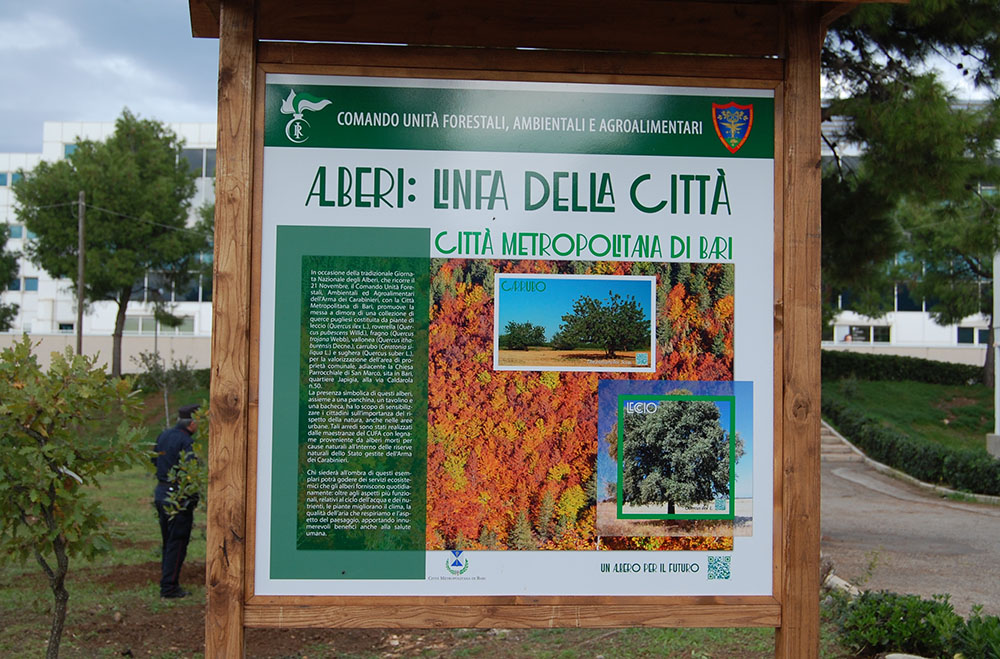 COMANDO UNITÀ FORESTALI, AMBIENTALI E AGROALIMENTARI
ALBERI: LINFA DELLA CITTÀ
CITTÀ METROPOLITANA DI BARI
In occasione della tradizionale Giorna-
ta Nazionale degli Alberi, che ricorre il
21 Novembre, il Comando Unità Fore-
stali, Ambientali ed Agroalimentari
dell'Arma dei Carabinieri, con la Città
Metropolitana di Bari, promuove la
messa a dimora di una collezione di
querce pugliesi costituita da piante di
leccio (Quercus ilex L.), roverella (Quer-
cus pubescens Willd.), fragno (Quercus
trojana Webb), vallonea (Quercus itha-
burensis Decne.), carrubo (Ceratonia si-
liqua L.) e sughera (Quercus suber L.),
per la valorizzazione dell'area di pro-
prietà comunale, adiacente la Chiesa
Parrocchiale di San Marco, sita in Bari,
quartiere Japigia, alla via Caldarola
n.50.
La presenza simbolica di questi alberi,
assieme a una panchina, un tavolino e
una bacheca, ha lo scopo di sensibiliz-
zare i cittadini sull'importanza del ri-
spetto della natura, anche nelle aree
urbane. Tali arredi sono stati realizzati
dalle maestranze del CUFA con legna-
me proveniente da alberi morti per
cause naturali all'interno delle riserve
naturali dello Stato gestite dell'Arma
dei Carabinieri.
Chi siederà all'ombra di questi esem-
plari potrà godere dei servizi ecosiste-
mici che gli alberi forniscono quotidia-
namente: oltre agli aspetti più funzio-
nali, relativi al ciclo dell'acqua e dei nu-
trienti, le piante migliorano il clima, la
qualità dell'aria che respiriamo e l'as-
petto del paesaggio, apportando innu-
merevoli benefici anche alla salute
umana.
CARRUBO
LECCIO
CITTÀ METROPOLITANA DI BARI
UN ALBERO PER IL FUTURO